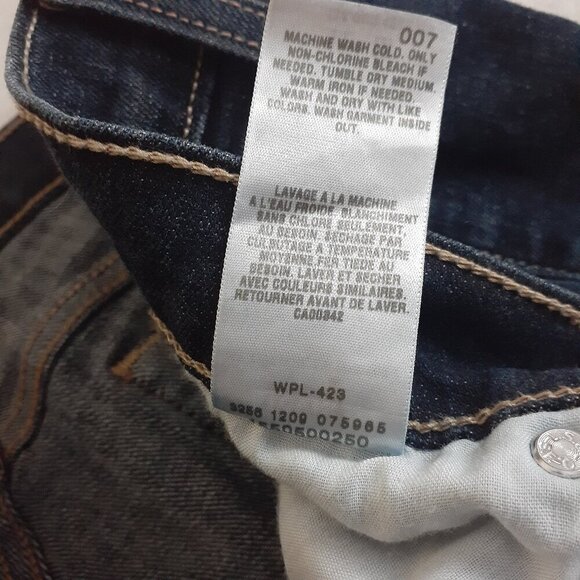 007
MACHINE WASH COLD. ONLY
NON-CHLORINE BLEACH IF
NEEDED. TUMBLE DRY MEDIUM.
WARM IRON IF NEEDED.
WASH AND DRY WITH LIKE
COLORS. WASH GARMENT INSIDE
OUT.
LAVAGE A LA MACHINE
A L'EAU FROIDE. BLANCHIMENT
SANS CHLORE SEULEMENT,
AU BESOIN. SECHAGE PAR
CULBUTAGE A TEMPERATURE
MOYENNE. FER TIEDE AU
BESOIN. LAVER ET SECHER
AVEC COULEURS SIMILAIRES.
RETOURNER AVANT DE LAVER.
CA00342
WPL-423
3256 1209 075965
1559500250